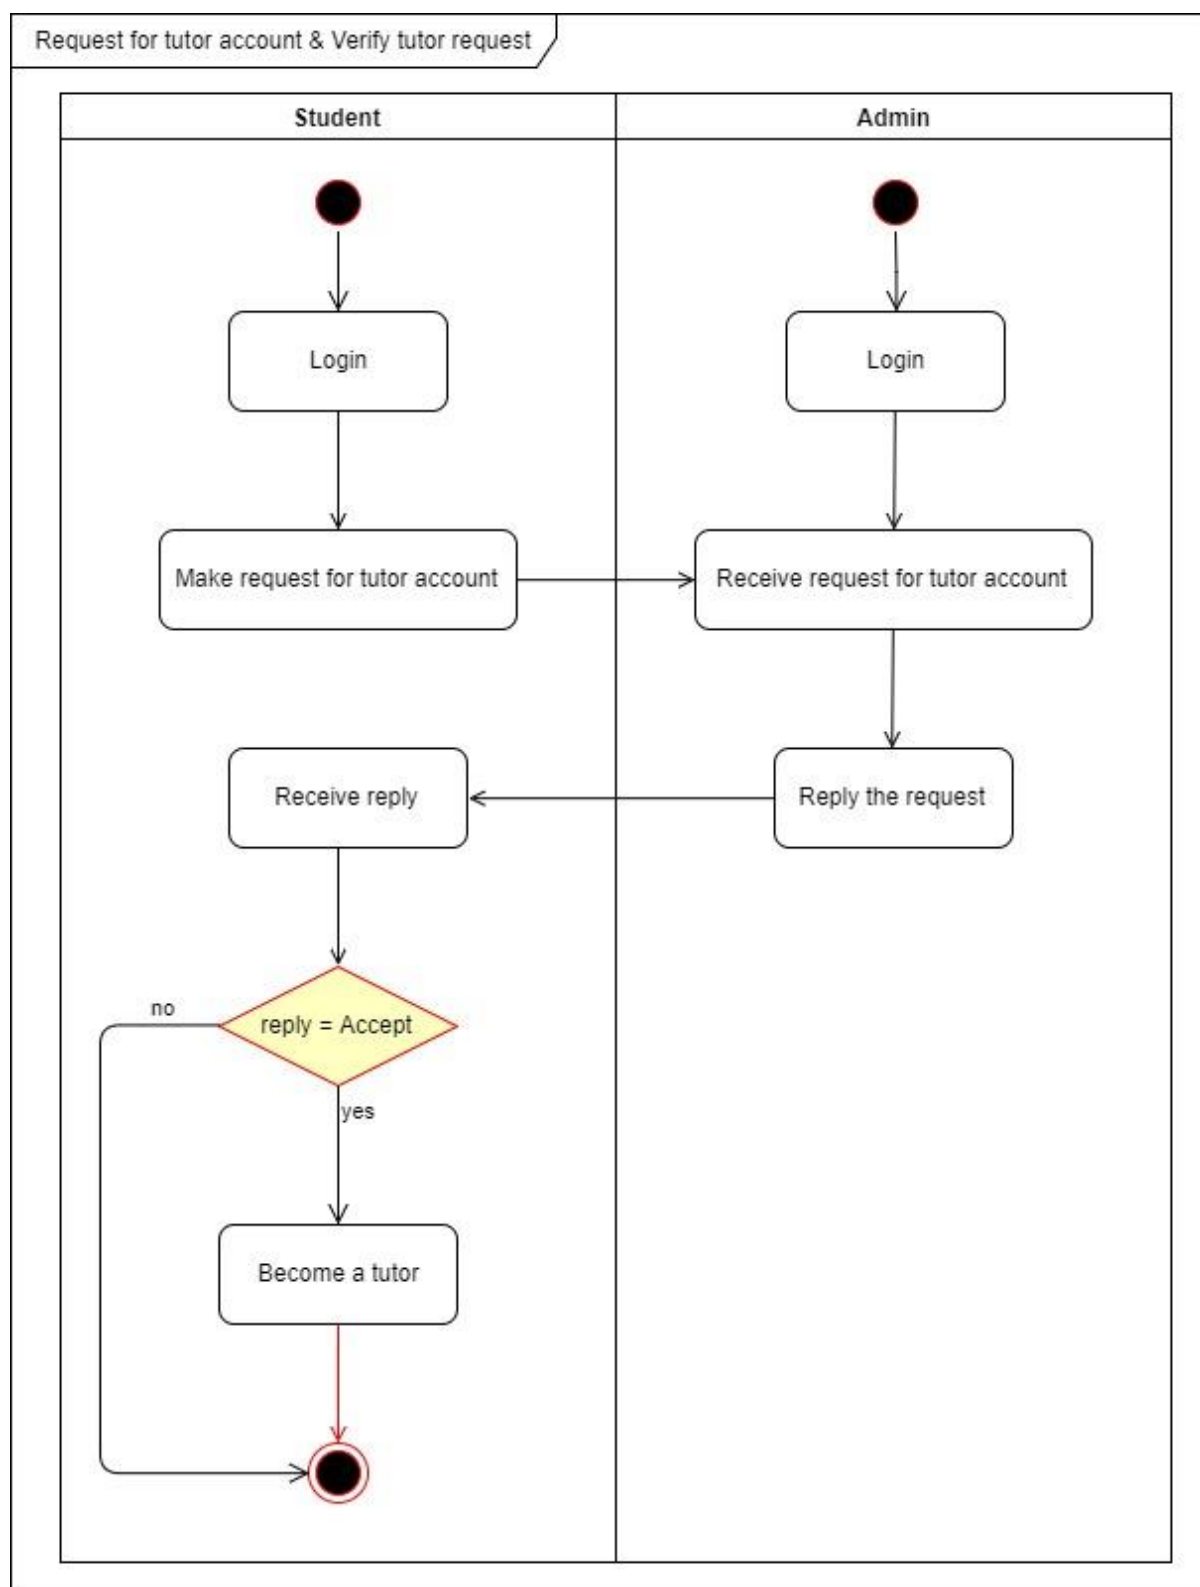 Request for tutor account & Verify tutor request
Student
Admin
Login
Login
Make request for tutor account
Receive request for tutor account
Receive reply
Reply the request
no
reply = Accept
yes
Become a tutor